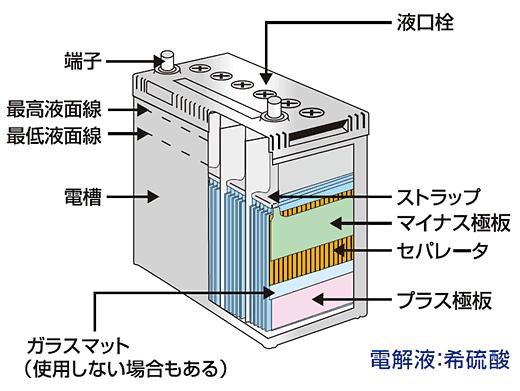 液口栓
端子
最高液面線
最低液面線
電槽
ストラップ
マイナス極板
セパレータ
プラス極板
ガラスマット
（使用しない場合もある）
電解液：希硫酸